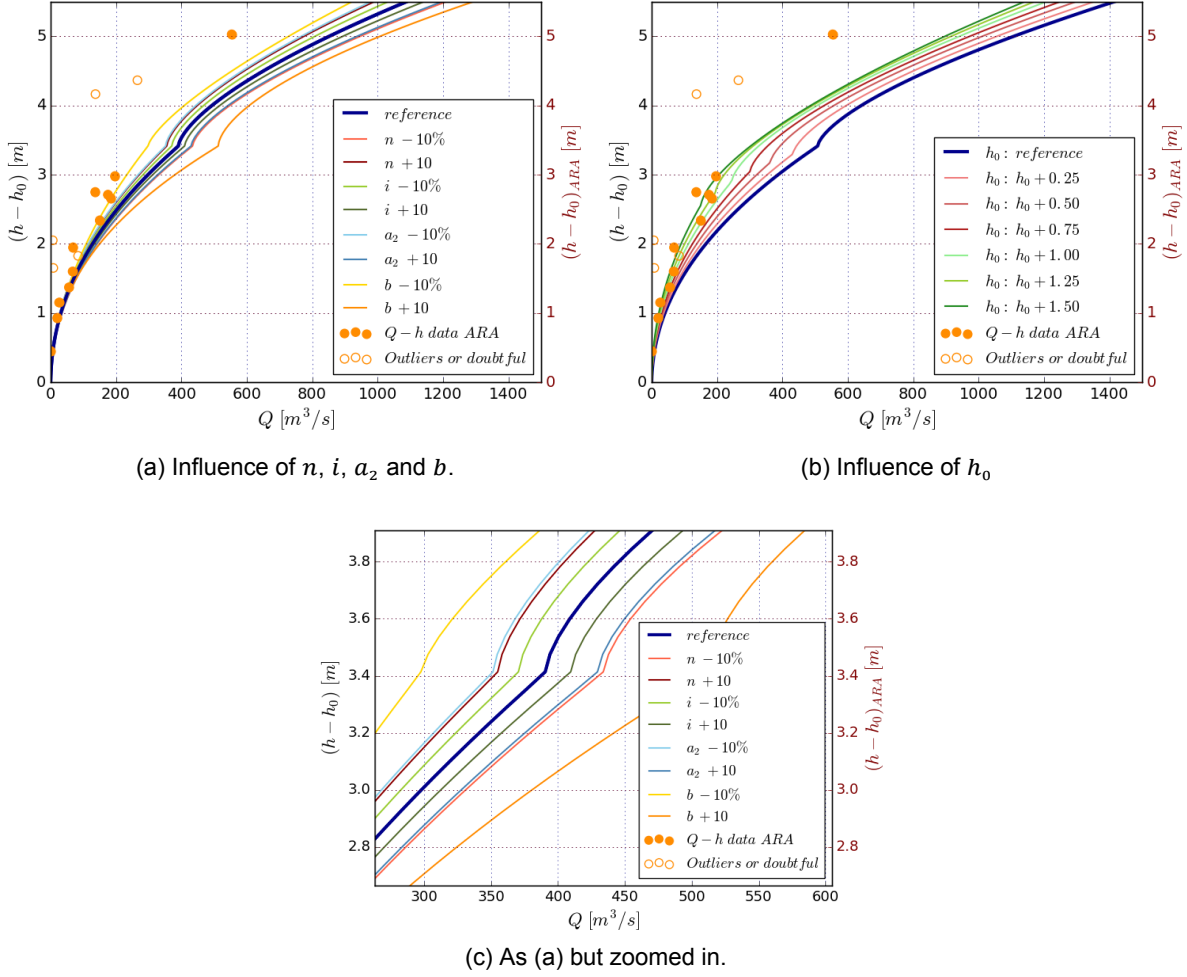 5
4
3
2
1
0
(h − h₀) [m]
reference
n − 10%
n + 10
i − 10%
i + 10
a₂ − 10%
a₂ + 10
b − 10%
b + 10
Q − h data ARA
Outliers or doubtful
5
4
3
2
1
0
(h − h₀)_ARA [m]
0 200 400 600 800 1000 1200 1400
Q [m³/s]
(a) Influence of n, i, a₂ and b.
5
4
3
2
1
0
(h − h₀) [m]
h₀ : reference
h₀ : h₀ + 0.25
h₀ : h₀ + 0.50
h₀ : h₀ + 0.75
h₀ : h₀ + 1.00
h₀ : h₀ + 1.25
h₀ : h₀ + 1.50
Q − h data ARA
Outliers or doubtful
5
4
3
2
1
0
(h − h₀)_ARA [m]
0 200 400 600 800 1000 1200 1400
Q [m³/s]
(b) Influence of h₀
3.8
3.6
3.4
3.2
3.0
2.8
(h − h₀) [m]
reference
n − 10%
n + 10
i − 10%
i + 10
a₂ − 10%
a₂ + 10
b − 10%
b + 10
Q − h data ARA
Outliers or doubtful
3.8
3.6
3.4
3.2
3.0
2.8
(h − h₀)_ARA [m]
300 350 400 450 500 550 600
Q [m³/s]
(c) As (a) but zoomed in.